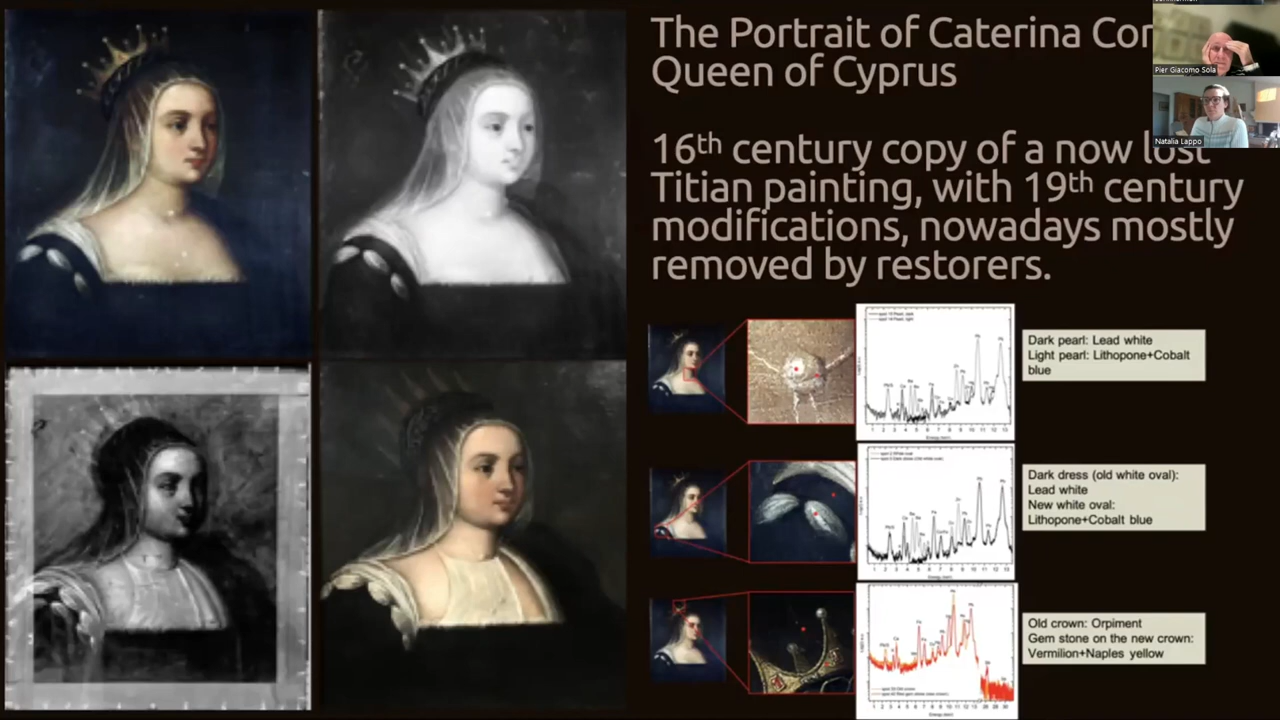 The Portrait of Caterina Cor
Queen of Cyprus
16th century copy of a now lost
Titian painting, with 19th century
modifications, nowadays mostly
removed by restorers.
Pier Giacomo Sola
Natalia Lappo
Dark pearl: Lead white
Light pearl: Lithopone+Cobalt
blue
Dark dress (old white oval):
Lead white
New white oval:
Lithopone+Cobalt blue
Old crown: Orpiment
Gem stone on the new crown:
Vermilion+Naples yellow